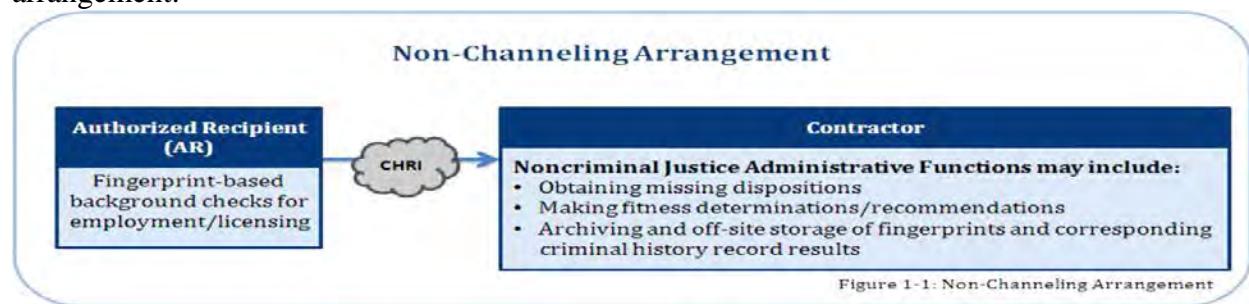 arrangement.
Non-Channeling Arrangement
Authorized Recipient
(AR)
Fingerprint-based
background checks for
employment/licensing
CHRI
Contractor
Noncriminal Justice Administrative Functions may include:
• Obtaining missing dispositions
• Making fitness determinations/recommendations
• Archiving and off-site storage of fingerprints and corresponding
criminal history record results
Figure 1-1: Non-Channeling Arrangement